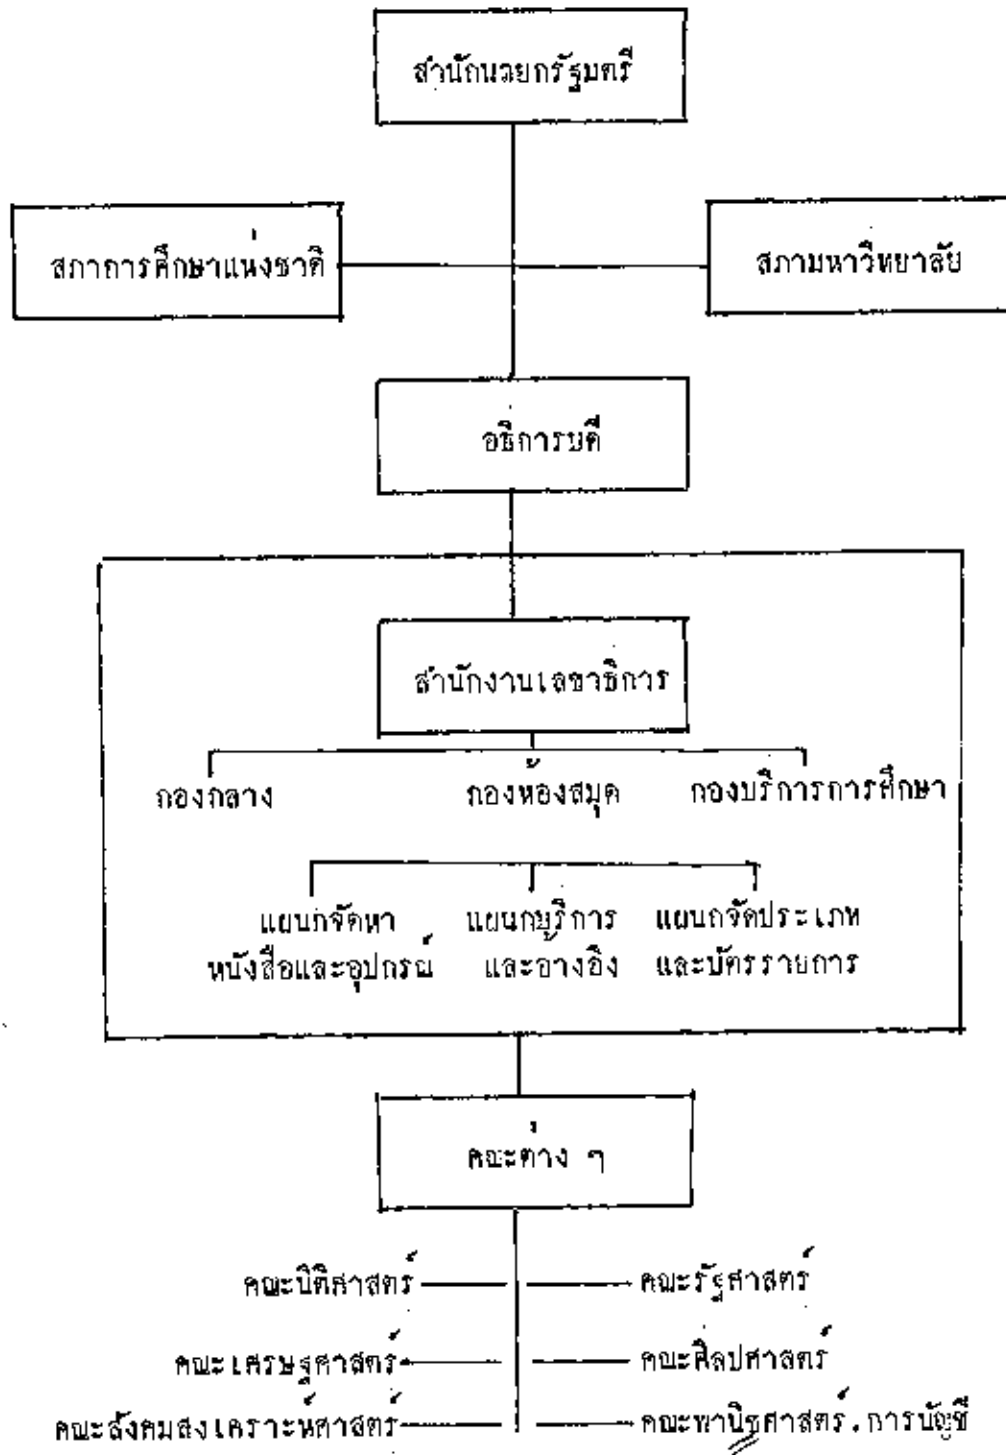 สำนักนายกรัฐมตรี
สภาการศึกษาแห่งชาติ
สภามหาวิทยาลัย
อธิการบดี
สำนักงานเลขาธิการ
กองกลาง
กองห้องสมุด
กองบริการการศึกษา
แผนกจัดหา
หนังสือและอุปกรณ์
แผนกบริการ
และอ้างอิง
แผนกจัดประเภท
และบัตรรายการ
คณะต่าง ๆ
คณะนิติศาสตร์
คณะรัฐศาสตร์
คณะเศรษฐศาสตร์
คณะศิลปศาสตร์
คณะสังคมสงเคราะห์ศาสตร์
คณะพานิชศาสตร์.การบัญชี